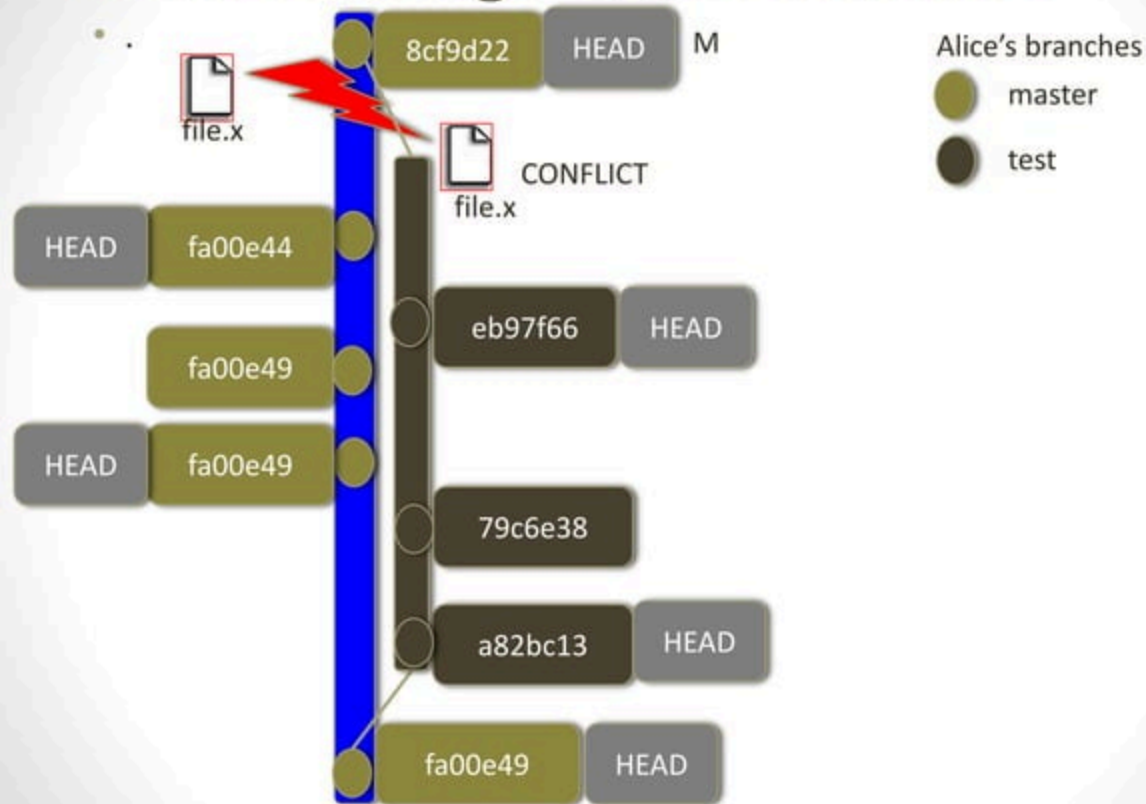 8cf9d22 HEAD M
Alice's branches
master
test
file.x
CONFLICT
file.x
HEAD fa00e44
eb97f66 HEAD
fa00e49
HEAD fa00e49
79c6e38
a82bc13 HEAD
fa00e49 HEAD